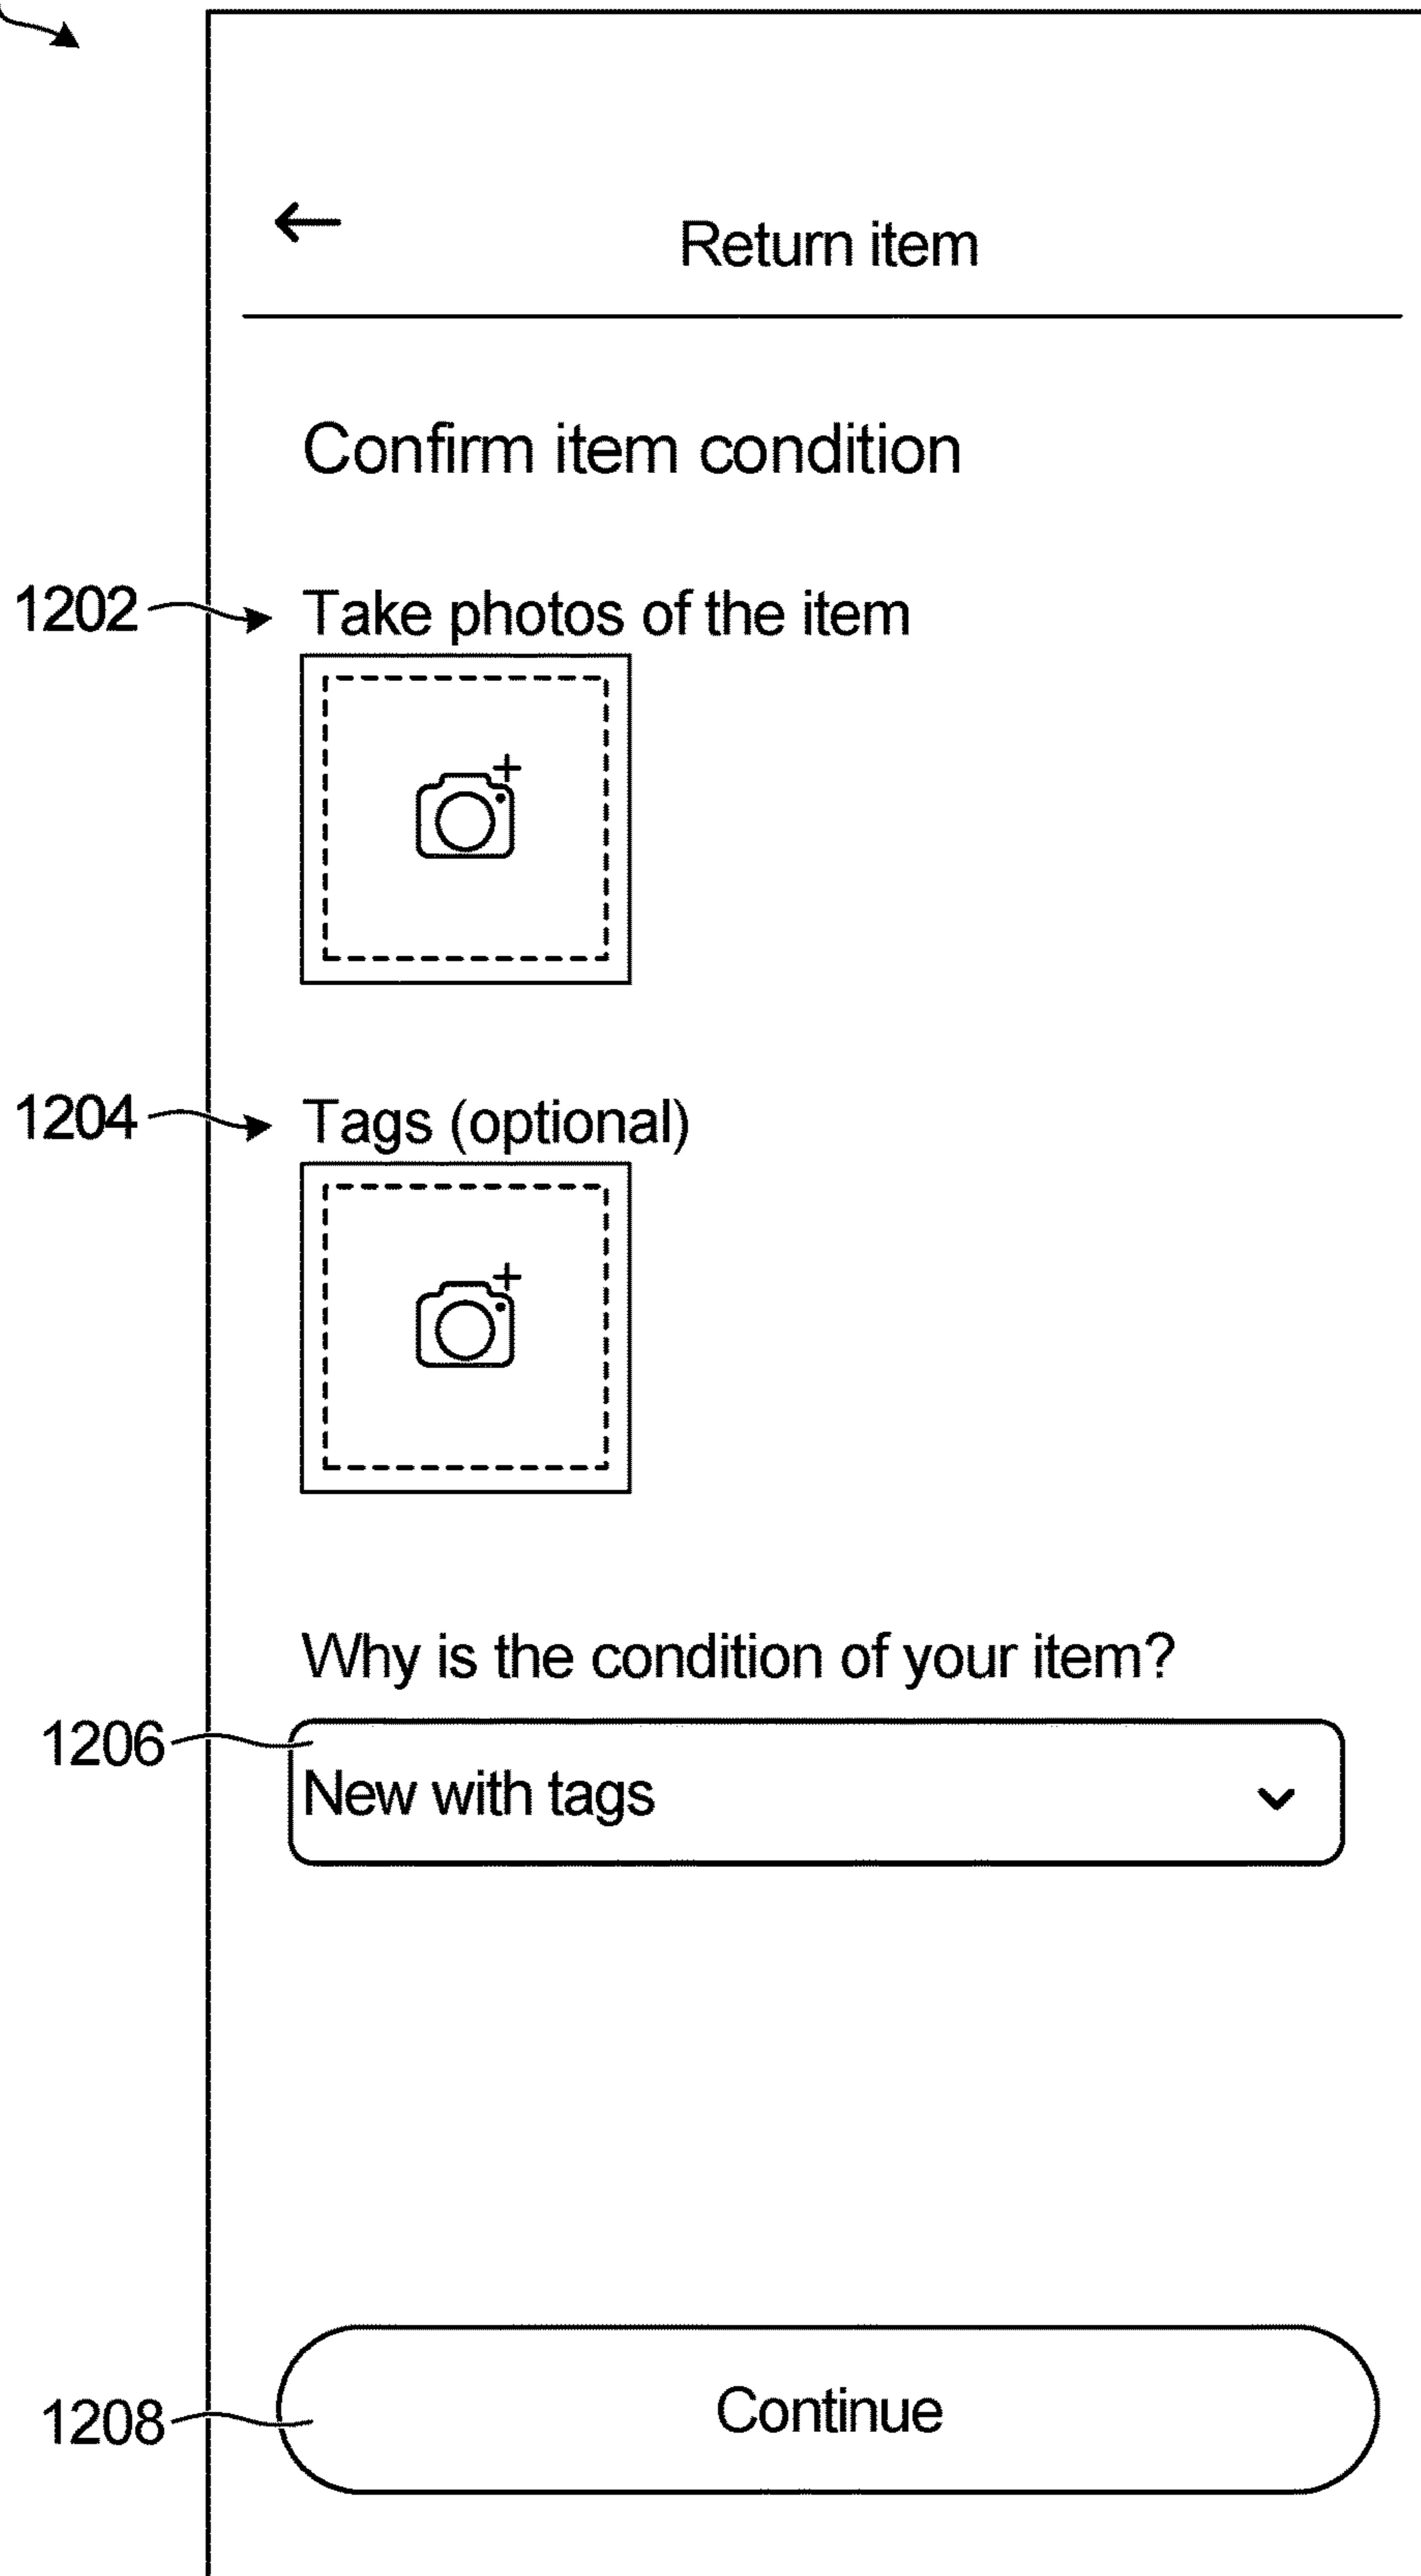 Return item
Confirm item condition
1202 Take photos of the item
1204 Tags (optional)
Why is the condition of your item?
1206
New with tags
1208 Continue